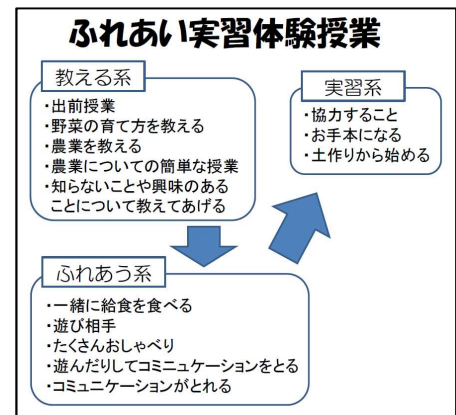 ふれあい実習体験授業
教える系
・出前授業
・野菜の育て方を教える
・農業を教える
・農業についての簡単な授業
・知らないことや興味のある
ことについて教えてあげる
実習系
・協力すること
・お手本になる
・土作りから始める
ふれあう系
・一緒に給食を食べる
・遊び相手
・たくさんおしゃべり
・遊んだりしてコミニュケーションをとる
・コミュニケーションがとれる